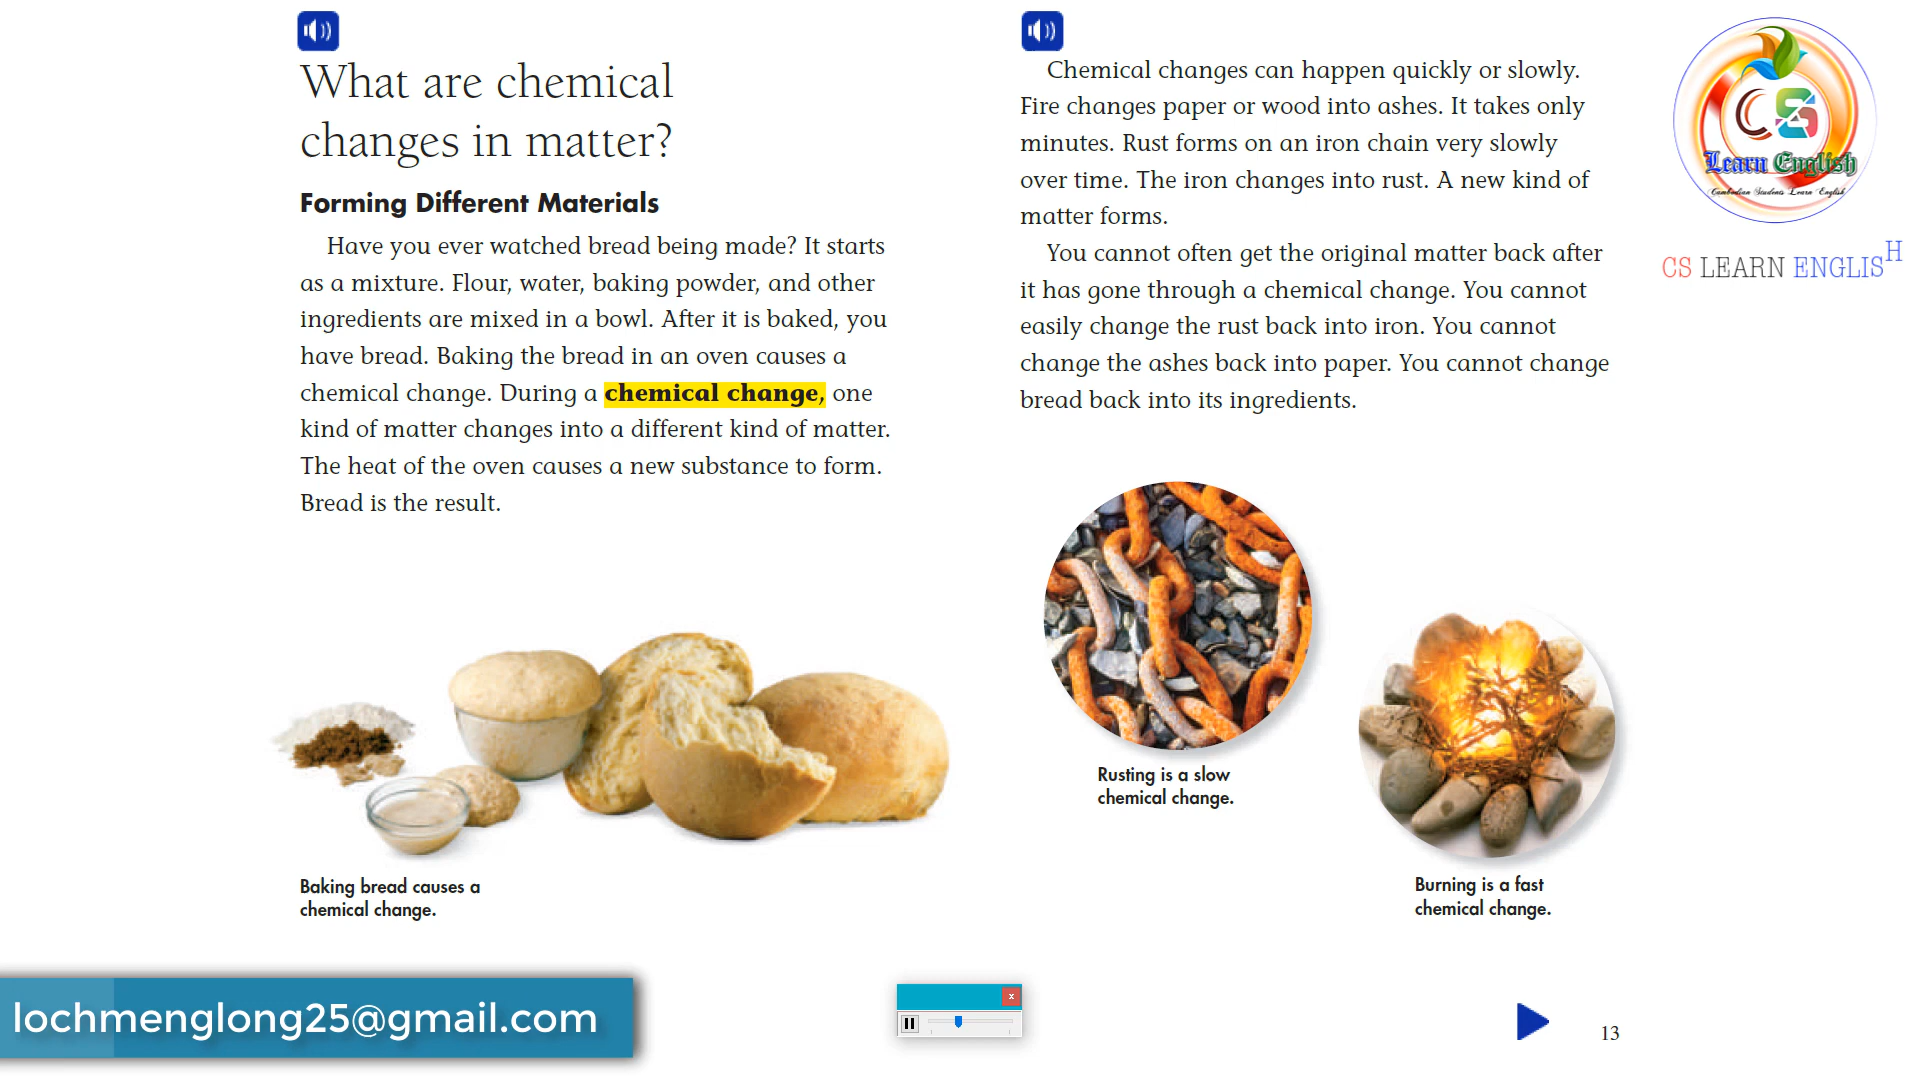 What are chemical
changes in matter?
Forming Different Materials
Have you ever watched bread being made? It starts
as a mixture. Flour, water, baking powder, and other
ingredients are mixed in a bowl. After it is baked, you
have bread. Baking the bread in an oven causes a
chemical change. During a chemical change, one
kind of matter changes into a different kind of matter.
The heat of the oven causes a new substance to form.
Bread is the result.
Baking bread causes a
chemical change.
Chemical changes can happen quickly or slowly.
Fire changes paper or wood into ashes. It takes only
minutes. Rust forms on an iron chain very slowly
over time. The iron changes into rust. A new kind of
matter forms.
You cannot often get the original matter back after
it has gone through a chemical change. You cannot
easily change the rust back into iron. You cannot
change the ashes back into paper. You cannot change
bread back into its ingredients.
Rusting is a slow
chemical change.
Burning is a fast
chemical change.
CS
Learn English
Cambodian Students Learn English
CS LEARN ENGLISH
lochmenglong25@gmail.com
x
13